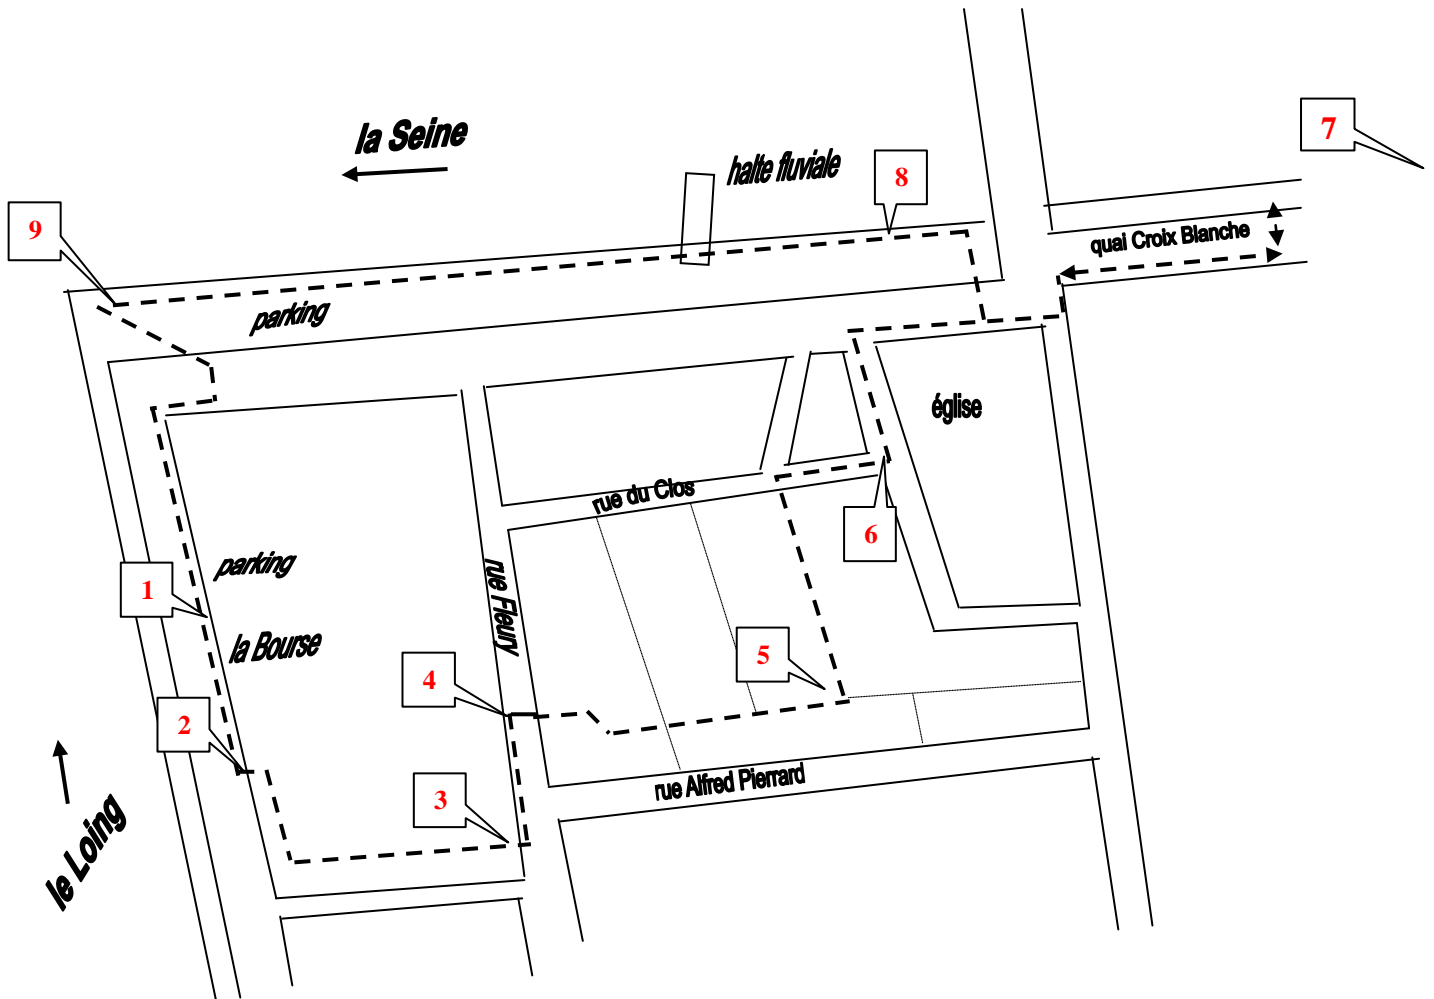 7
la Seine
halte fluviale
8
9
quai Croix Blanche
parking
église
rue du Clos
6
parking
1
rue Fleury
la Bourse
5
4
2
rue Alfred Pierrard
3
le Loing